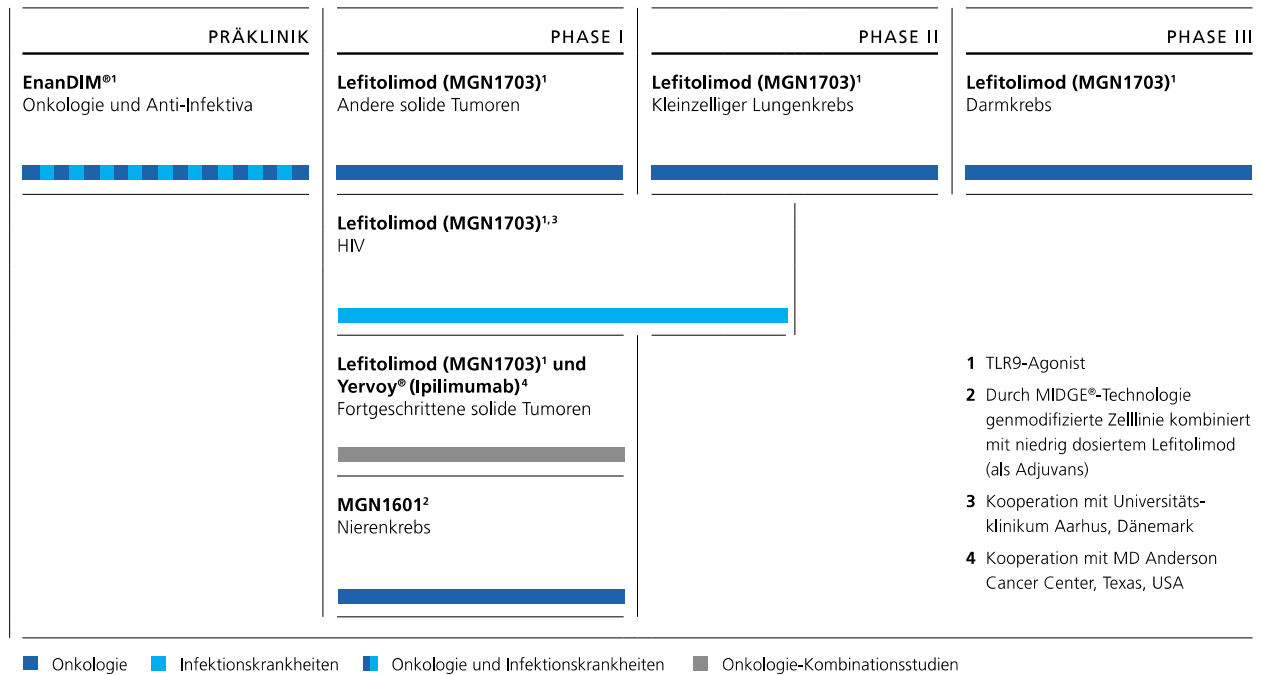 PRÄKLINIK
PHASE I
PHASE II
PHASE III
EnanDIM®¹
Onkologie und Anti-Infektiva
Lefitolimod (MGN1703)¹
Andere solide Tumoren
Lefitolimod (MGN1703)¹
Kleinzelliger Lungenkrebs
Lefitolimod (MGN1703)¹
Darmkrebs
Lefitolimod (MGN1703)¹,³
HIV
Lefitolimod (MGN1703)¹ und
Yervoy® (Ipilimumab)⁴
Fortgeschrittene solide Tumoren
MGN1601²
Nierenkrebs
1 TLR9-Agonist
2 Durch MIDGE®-Technologie
genmodifizierte Zelllinie kombiniert
mit niedrig dosiertem Lefitolimod
(als Adjuvans)
3 Kooperation mit Universitäts-
klinikum Aarhus, Dänemark
4 Kooperation mit MD Anderson
Cancer Center, Texas, USA
Onkologie
Infektionskrankheiten
Onkologie und Infektionskrankheiten
Onkologie-Kombinationsstudien